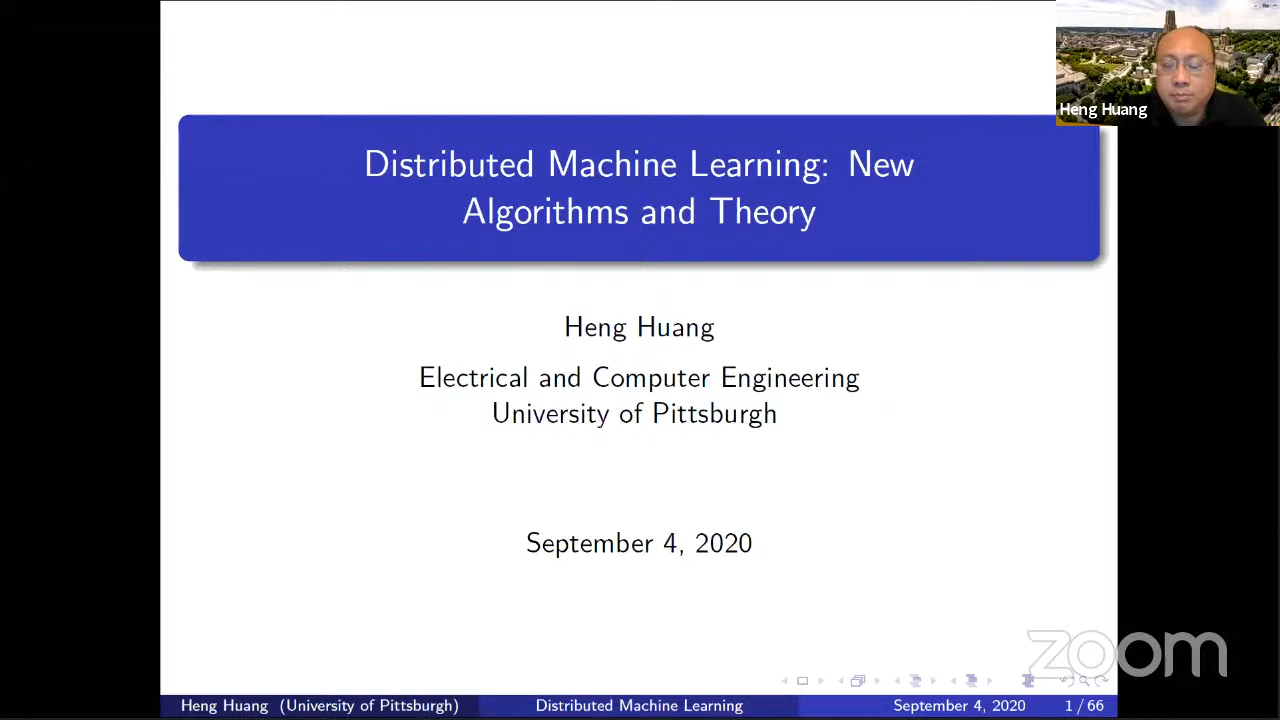 Heng Huang
Distributed Machine Learning: New
Algorithms and Theory
Heng Huang
Electrical and Computer Engineering
University of Pittsburgh
September 4, 2020
zoom
Heng Huang (University of Pittsburgh) Distributed Machine Learning September 4, 2020 1 / 66